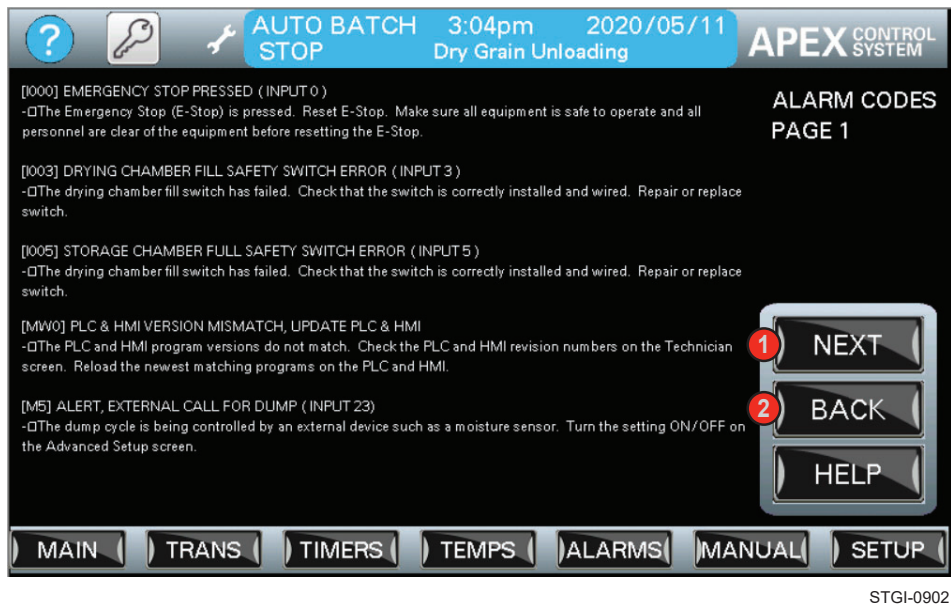 ?
AUTO BATCH 3:04pm 2020/05/11
STOP Dry Grain Unloading
APEX CONTROL SYSTEM
[I000] EMERGENCY STOP PRESSED ( INPUT 0 )
-□The Emergency Stop (E-Stop) is pressed. Reset E-Stop. Make sure all equipment is safe to operate and all
personnel are clear of the equipment before resetting the E-Stop.
ALARM CODES
PAGE 1
[I003] DRYING CHAMBER FILL SAFETY SWITCH ERROR ( INPUT 3 )
-□The drying chamber fill switch has failed. Check that the switch is correctly installed and wired. Repair or replace
switch.
[I005] STORAGE CHAMBER FULL SAFETY SWITCH ERROR ( INPUT 5 )
-□The drying chamber fill switch has failed. Check that the switch is correctly installed and wired. Repair or replace
switch.
[MW0] PLC & HMI VERSION MISMATCH, UPDATE PLC & HMI
-□The PLC and HMI program versions do not match. Check the PLC and HMI revision numbers on the Technician
screen. Reload the newest matching programs on the PLC and HMI.
[M5] ALERT, EXTERNAL CALL FOR DUMP ( INPUT 23)
-□The dump cycle is being controlled by an external device such as a moisture sensor. Turn the setting ON/OFF on
the Advanced Setup screen.
1 NEXT
2 BACK
HELP
MAIN TRANS TIMERS TEMPS ALARMS MANUAL SETUP
STGI-0902